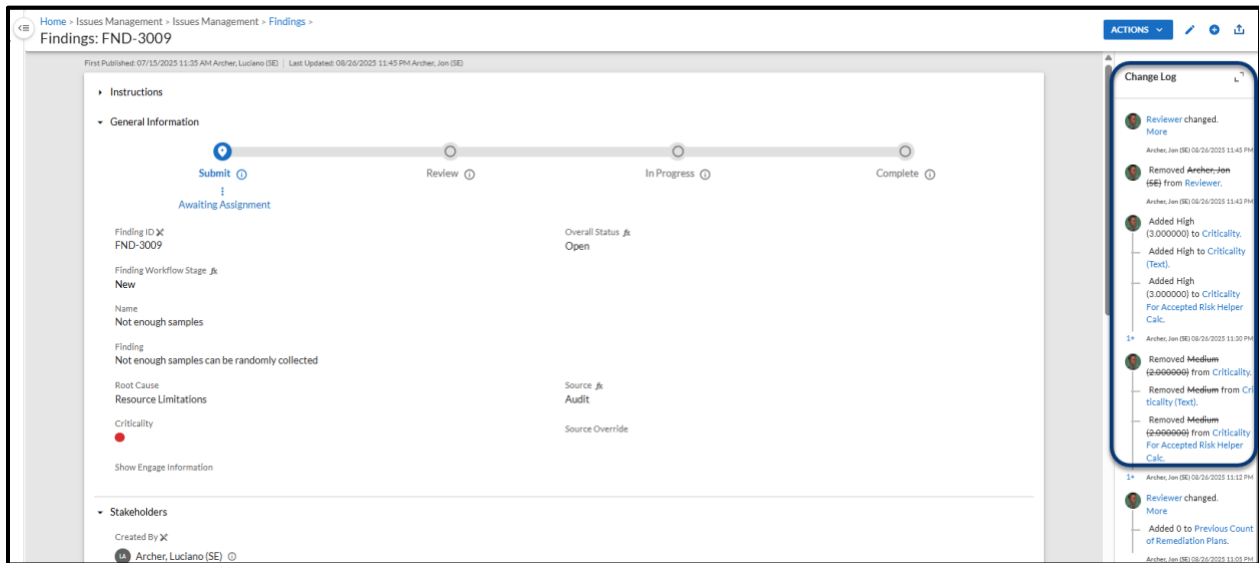 Home > Issues Management > Issues Management > Findings >
Findings: FND-3009
ACTIONS
First Published: 07/15/2025 11:35 AM Archer, Luciano (SE) | Last Updated: 08/26/2025 11:45 PM Archer, Jon (SE)
Instructions
General Information
Submit
Review
In Progress
Complete
Awaiting Assignment
Finding ID
FND-3009
Overall Status fx
Open
Finding Workflow Stage fx
New
Name
Not enough samples
Finding
Not enough samples can be randomly collected
Root Cause
Resource Limitations
Source fx
Audit
Criticality
Source Override
Show Engage Information
Stakeholders
Created By
LA Archer, Luciano (SE)
Change Log
Reviewer changed.
More
Archer, Jon (SE) 08/26/2025 11:45 PM
Removed Archer, Jon
(SE) from Reviewer.
Archer, Jon (SE) 08/26/2025 11:43 PM
Added High
(3.000000) to Criticality.
Added High to Criticality
(Text).
Added High
(3.000000) to Criticality
For Accepted Risk Helper
Calc.
1+ Archer, Jon (SE) 08/26/2025 11:30 PM
Removed Medium
(2.000000) from Criticality.
Removed Medium from Cri
ticality (Text).
Removed Medium
(2.000000) from Criticality
For Accepted Risk Helper
Calc.
1+ Archer, Jon (SE) 08/26/2025 11:12 PM
Reviewer changed.
More
Added 0 to Previous Count
of Remediation Plans.
Archer, Jon (SE) 08/26/2025 11:05 PM